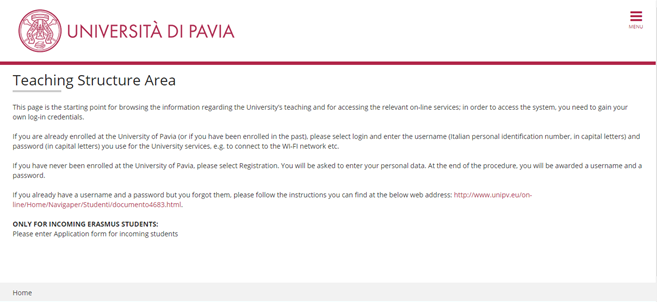 UNIVERSITÀ DI PAVIA
MENU
Teaching Structure Area
This page is the starting point for browsing the information regarding the University's teaching and for accessing the relevant on-line services; in order to access the system, you need to gain your
own log-in credentials.
If you are already enrolled at the University of Pavia (or if you have been enrolled in the past), please select login and enter the username (Italian personal identification number, in capital letters) and
password (in capital letters) you use for the University services, e.g. to connect to the WI-FI network etc.
If you have never been enrolled at the University of Pavia, please select Registration. You will be asked to enter your personal data. At the end of the procedure, you will be awarded a username and a
password.
If you already have a username and a password but you forgot them, please follow the instructions you can find at the below web address: http://www.unipv.eu/on-
line/Home/Navigaper/Studenti/documento4683.html.
ONLY FOR INCOMING ERASMUS STUDENTS:
Please enter Application form for incoming students
Home